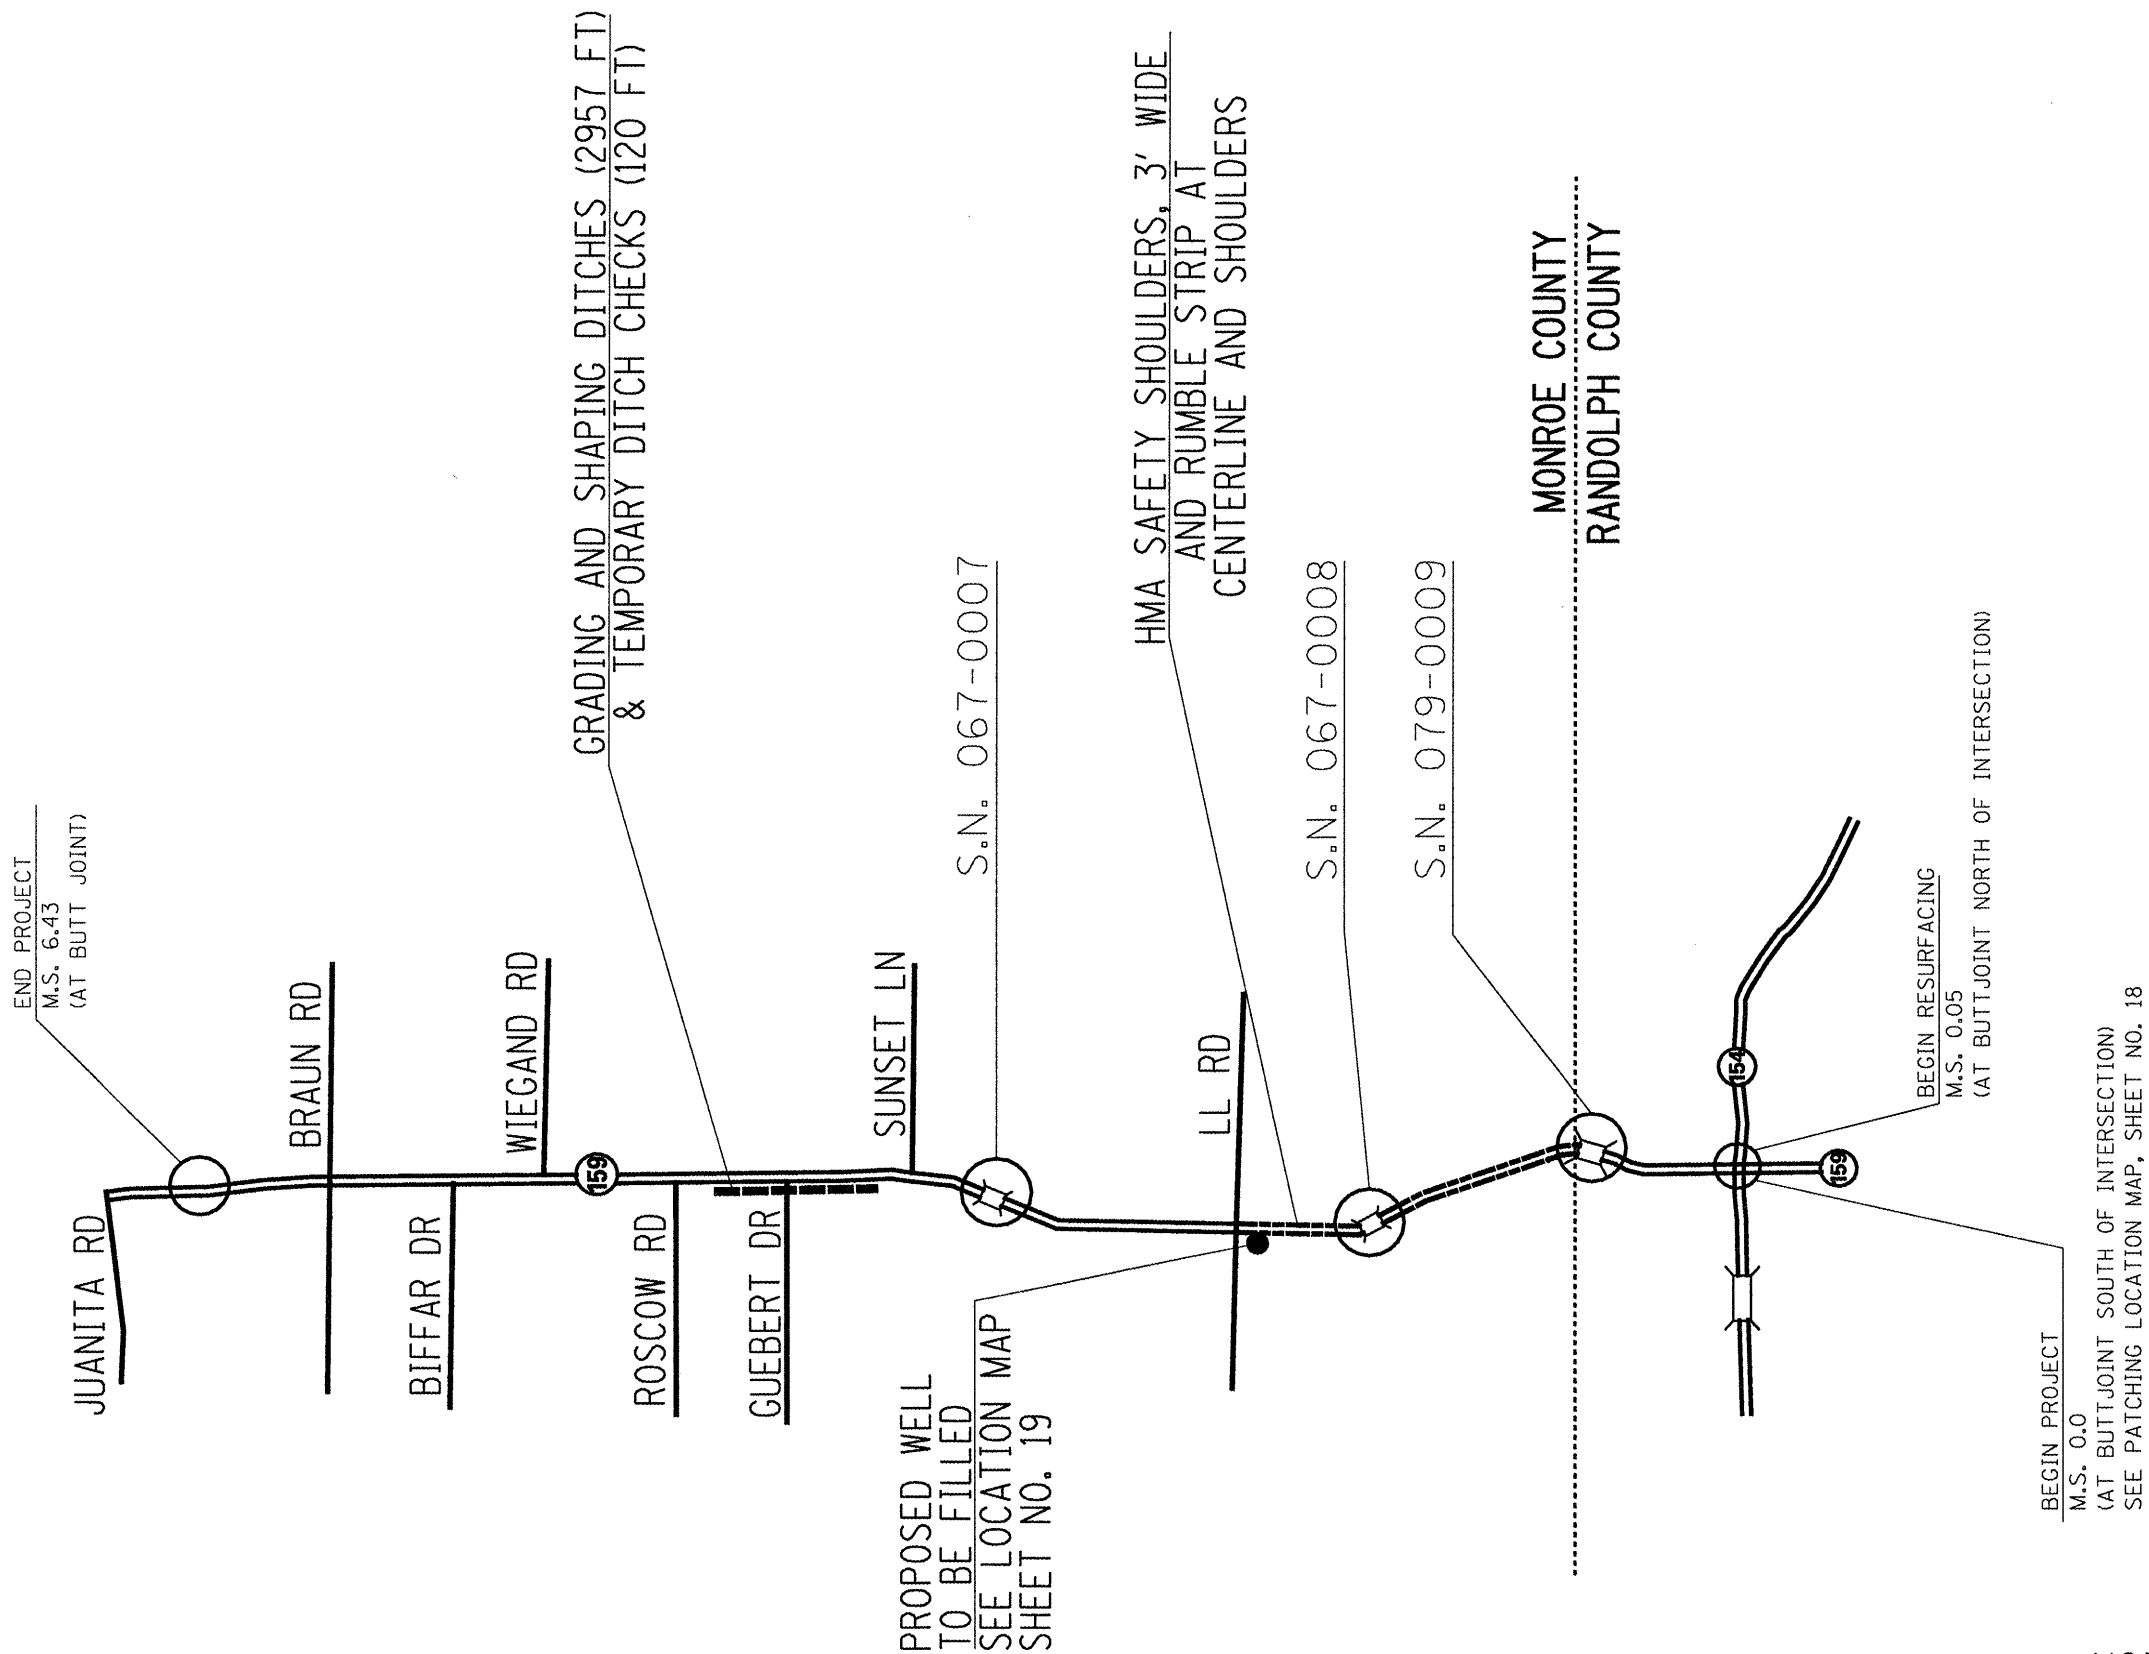 END PROJECT
M.S. 6.43
(AT BUTT JOINT)
JUANITA RD
BRAUN RD
BIFFAR DR
WIEGAND RD
159
GRADING AND SHAPING DITCHES (2957 FT)
& TEMPORARY DITCH CHECKS (120 FT)
ROSCOW RD
GUEBERT DR
SUNSET LN
S.N. 067-0007
PROPOSED WELL
TO BE FILLED
SEE LOCATION MAP
SHEET NO. 19
HMA SAFETY SHOULDERS, 3' WIDE
AND RUMBLE STRIP AT
CENTERLINE AND SHOULDERS
LL RD
S.N. 067-0008
S.N. 079-0009
MONROE COUNTY
RANDOLPH COUNTY
154
159
BEGIN RESURFACING
M.S. 0.05
(AT BUTTJOINT NORTH OF INTERSECTION)
BEGIN PROJECT
M.S. 0.0
(AT BUTTJOINT SOUTH OF INTERSECTION)
SEE PATCHING LOCATION MAP, SHEET NO. 18